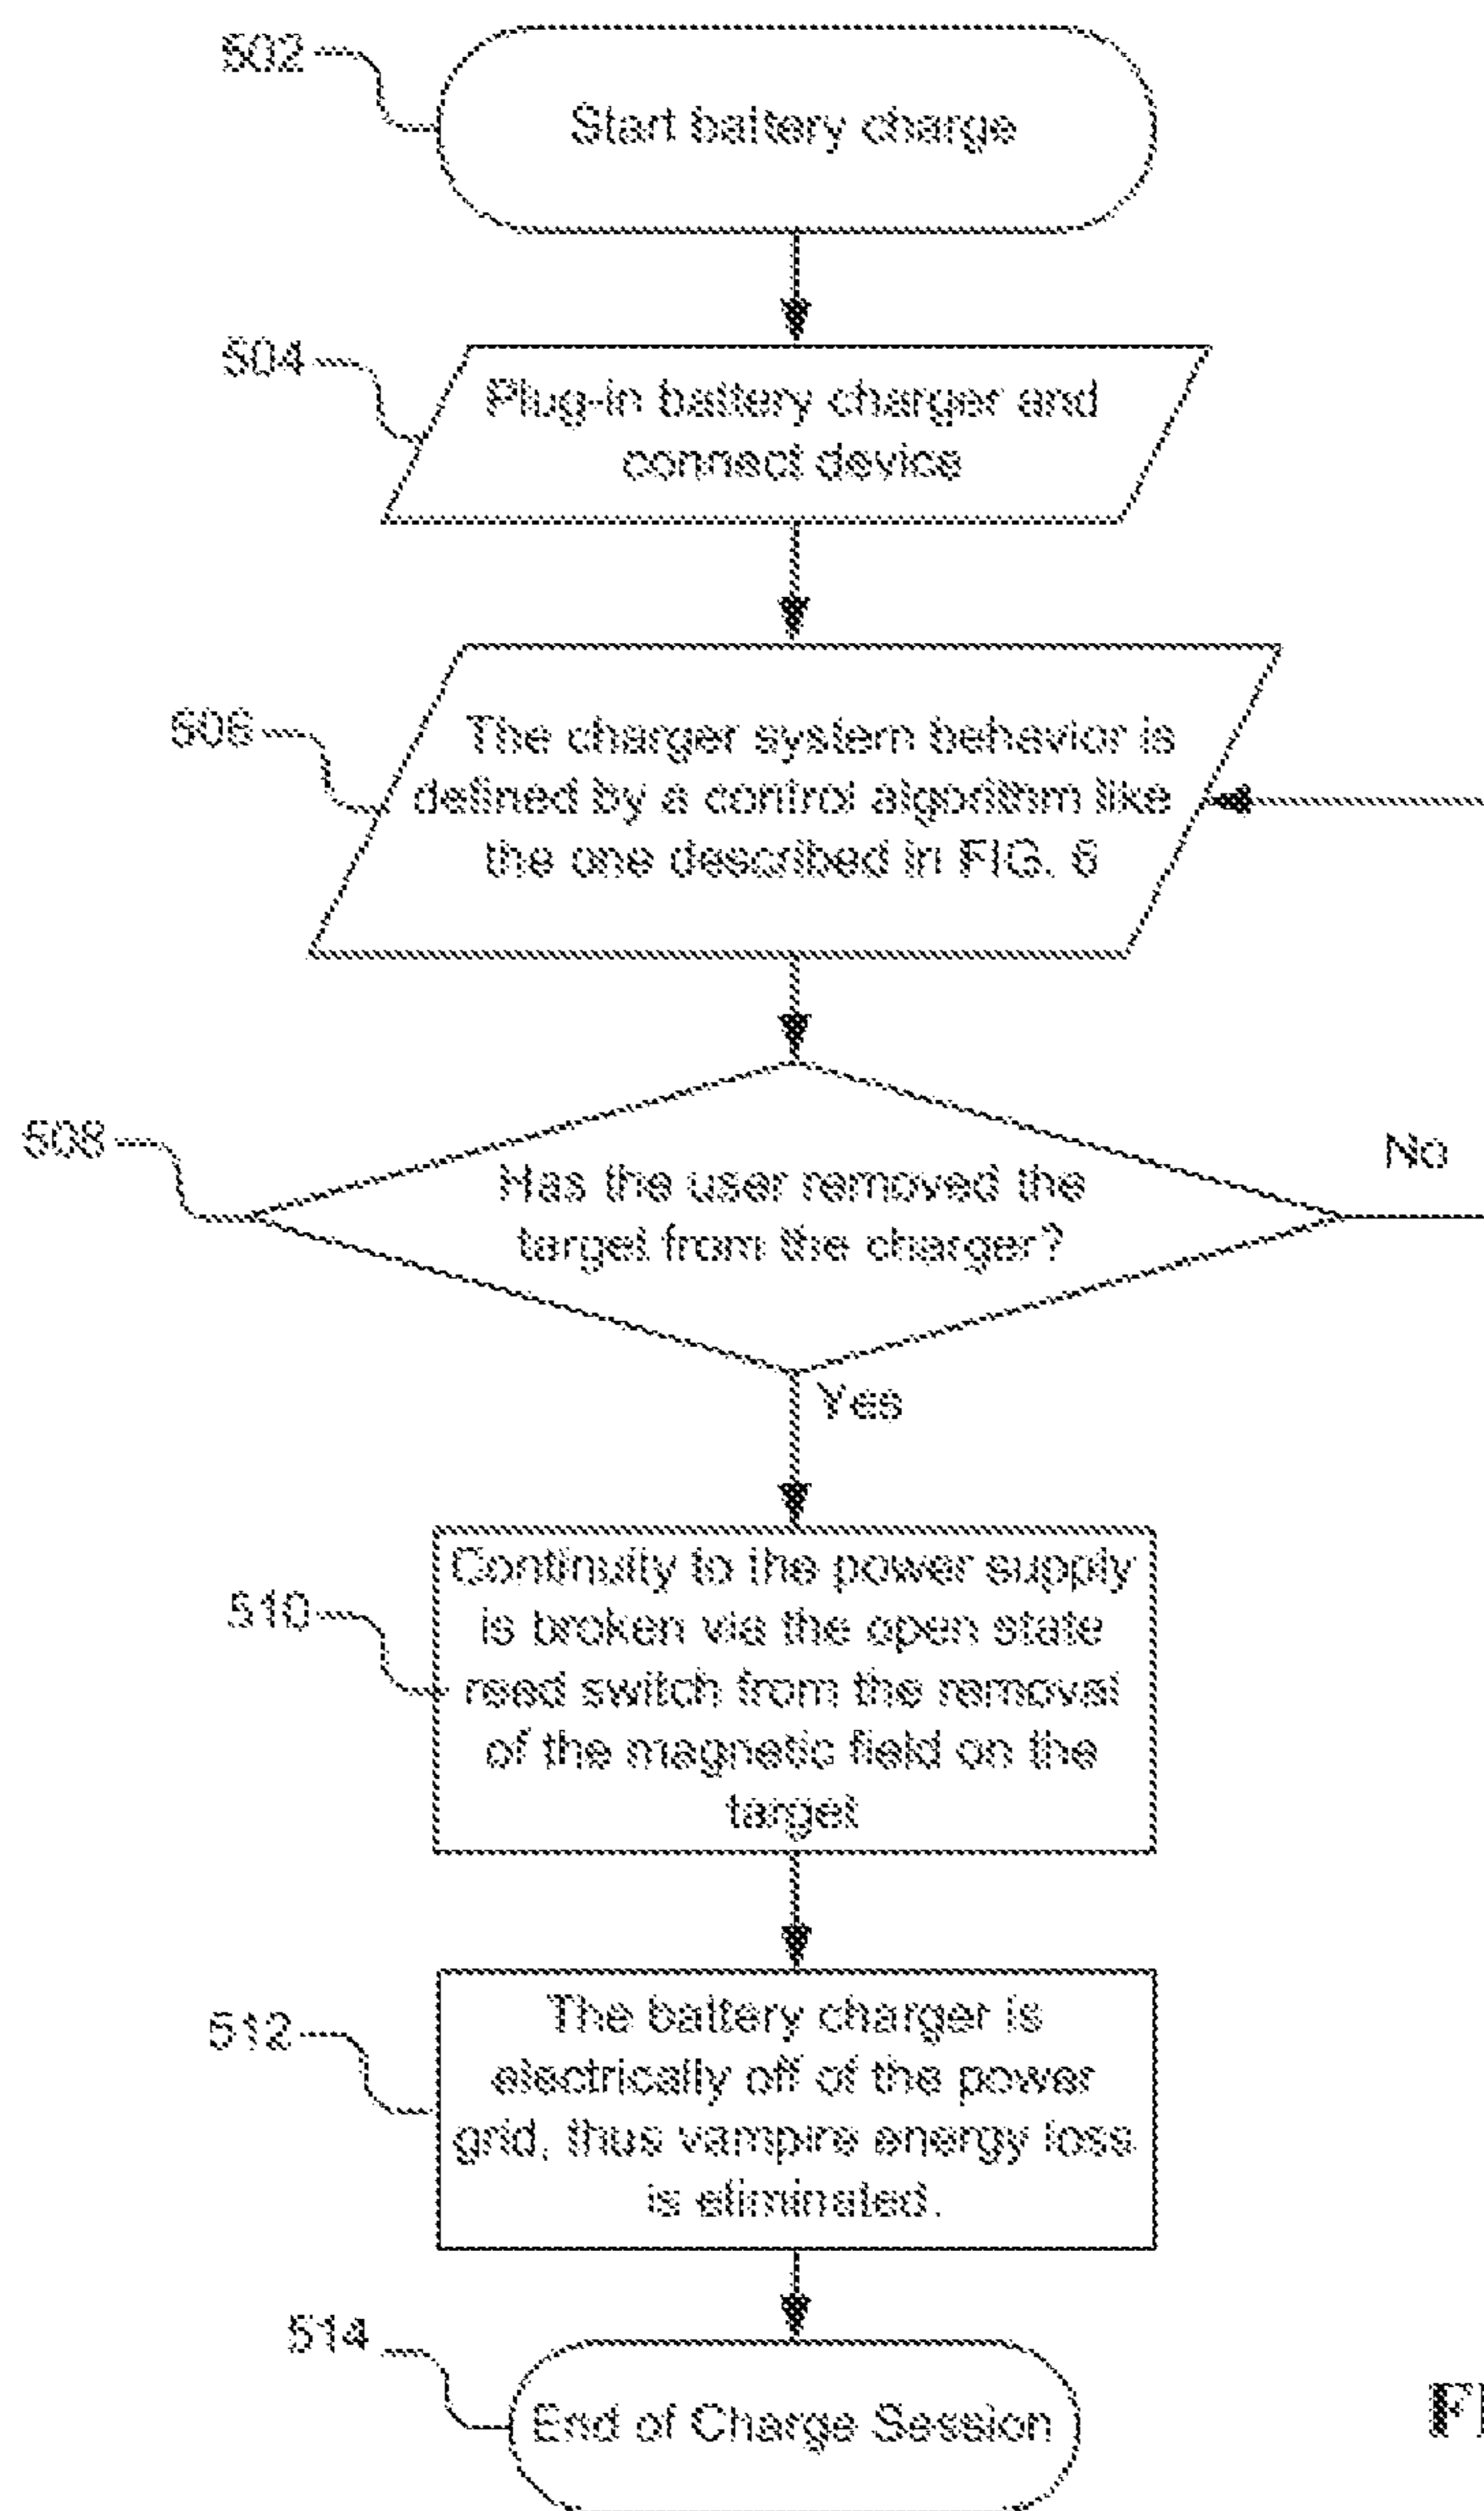 502
Start battery charge
504
Plug-in battery charger and
connect device
506
The charger system behavior is
defined by a control algorithm like
the one described in FIG. 6
508
Has the user removed the
target from the charger?
No
Yes
510
Continuity to the power supply
is broken via the open state
reed switch from the removal
of the magnetic field on the
target
512
The battery charger is
electrically off of the power
grid, thus vampire energy loss
is eliminated.
514
End of Charge Session